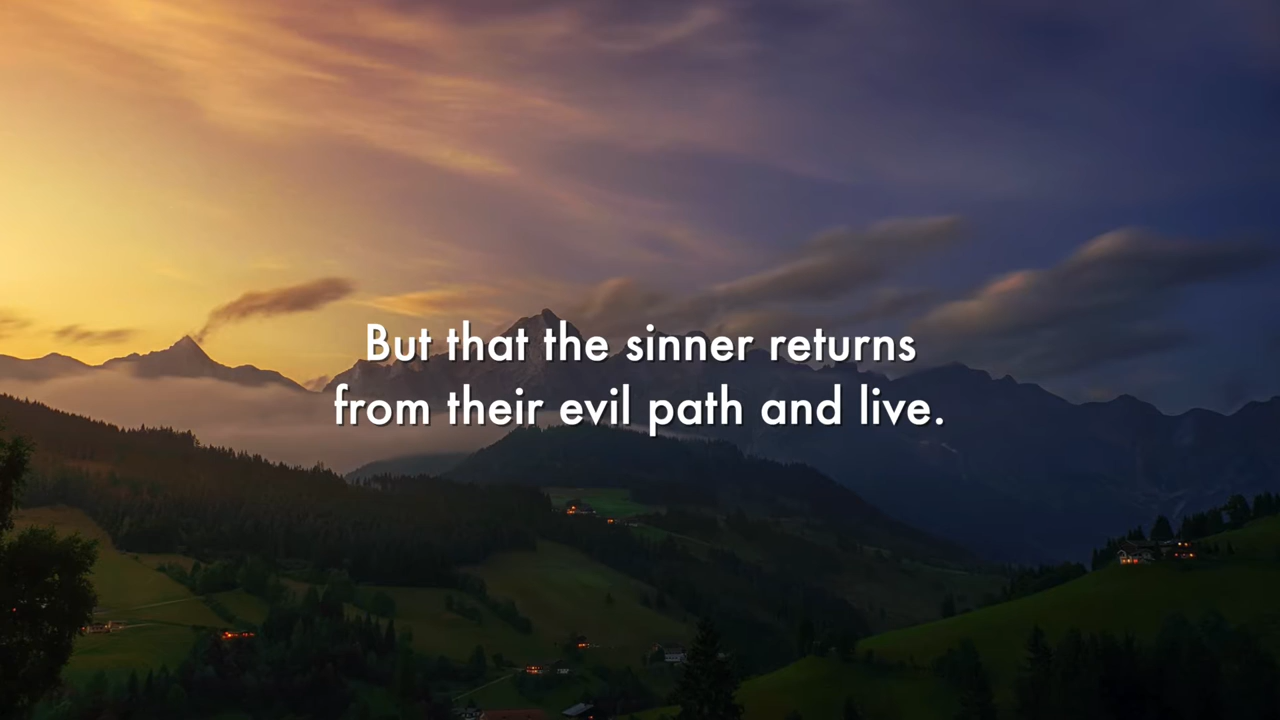 But that the sinner returns
from their evil path and live.